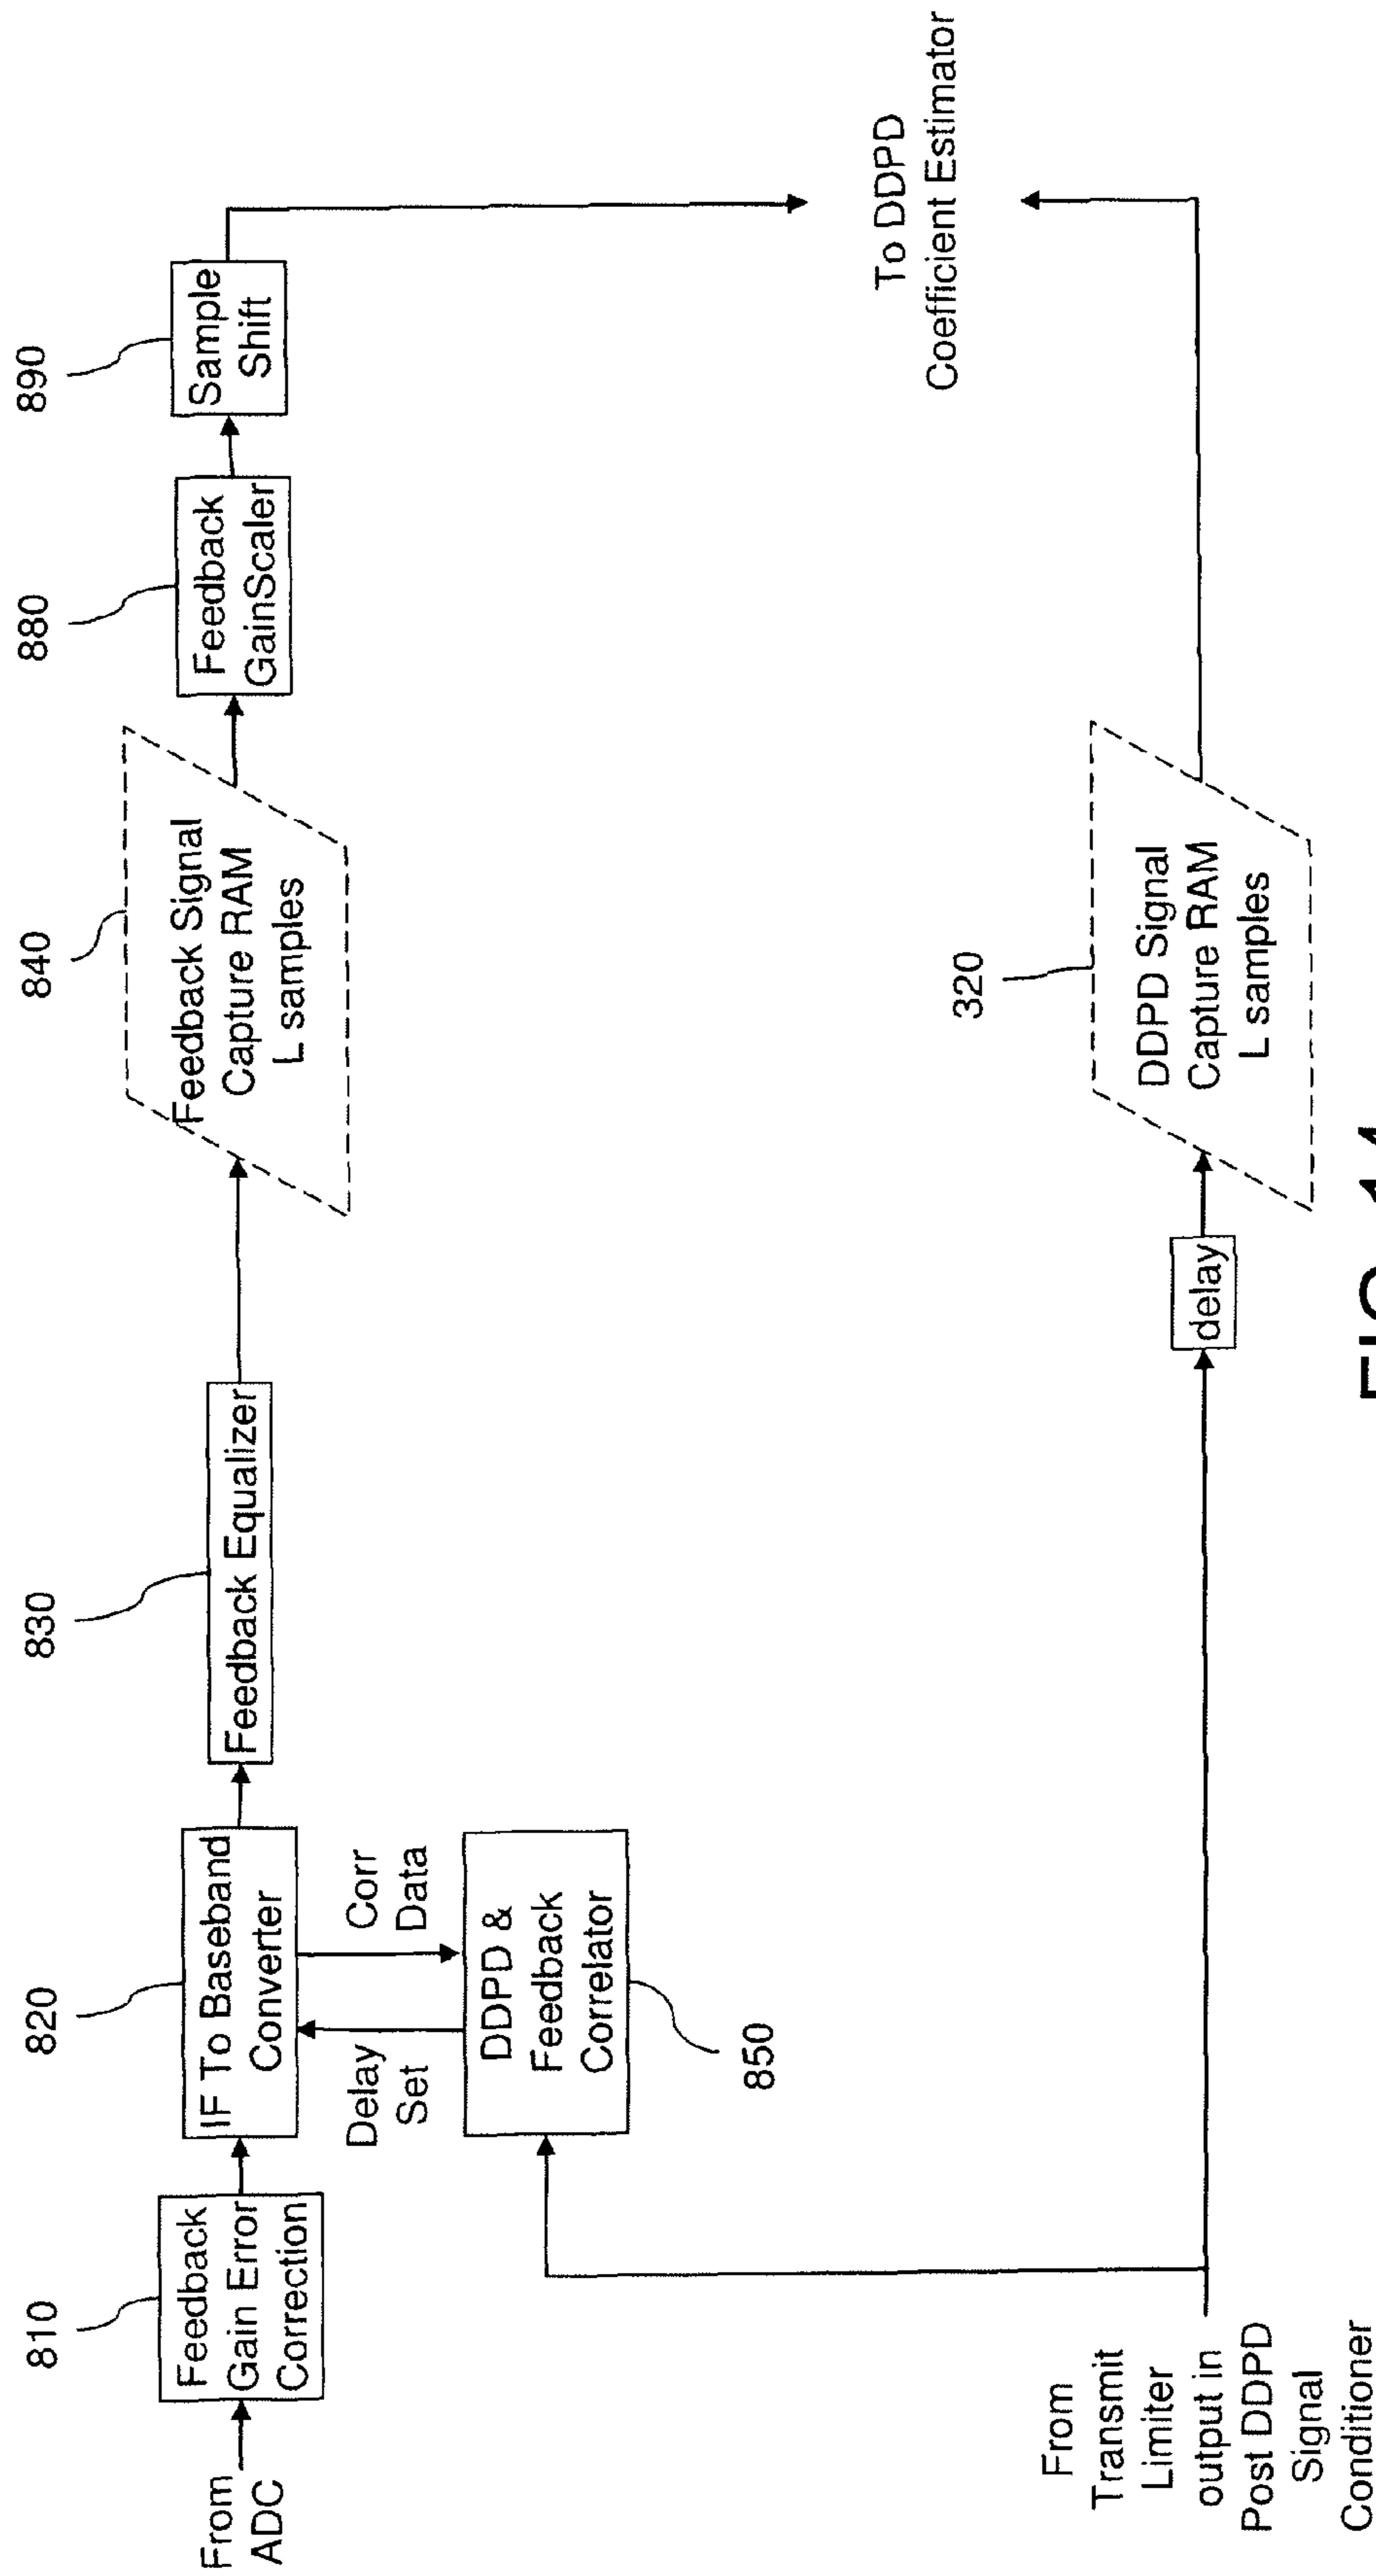 890
880
840
830
820
810
Sample
Shift
Feedback
GainScaler
Feedback Signal
Capture RAM
L samples
Feedback Equalizer
IF To Baseband
Converter
Feedback
Gain Error
Correction
From
ADC
Delay
Set
Corr
Data
DDPD &
Feedback
Correlator
850
To DDPD
Coefficient Estimator
320
DDPD Signal
Capture RAM
L samples
delay
From
Transmit
Limiter
output in
Post DDPD
Signal
Conditioner